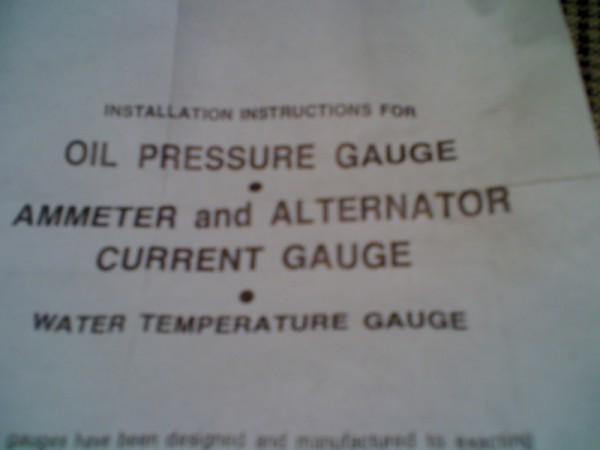 INSTALLATION INSTRUCTIONS FOR
OIL PRESSURE GAUGE
•
AMMETER and ALTERNATOR
CURRENT GAUGE
•
WATER TEMPERATURE GAUGE
gauges have been designed and manufactured to exacting